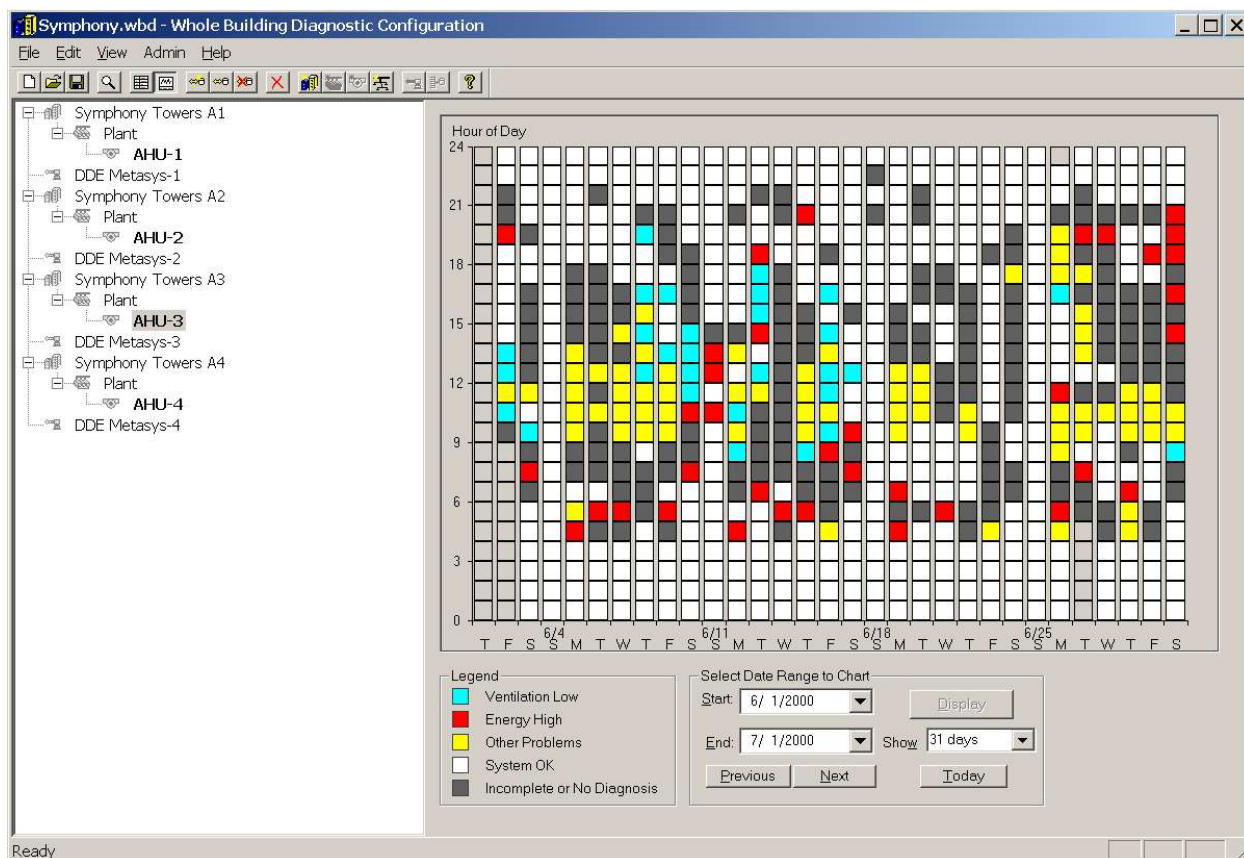 Symphony.wbd - Whole Building Diagnostic Configuration
File Edit View Admin Help
Symphony Towers A1
Plant
AHU-1
DDE Metasys-1
Symphony Towers A2
Plant
AHU-2
DDE Metasys-2
Symphony Towers A3
Plant
AHU-3
DDE Metasys-3
Symphony Towers A4
Plant
AHU-4
DDE Metasys-4
Hour of Day
24
21
18
15
12
9
6
3
0
6/4 6/11 6/18 6/25
T F S S M T W T F S S M T W T F S S M T W T F S S M T W T F S
Legend
Ventilation Low
Energy High
Other Problems
System OK
Incomplete or No Diagnosis
Select Date Range to Chart
Start: 6/ 1/2000 Display
End: 7/ 1/2000 Show 31 days
Previous Next Today
Ready